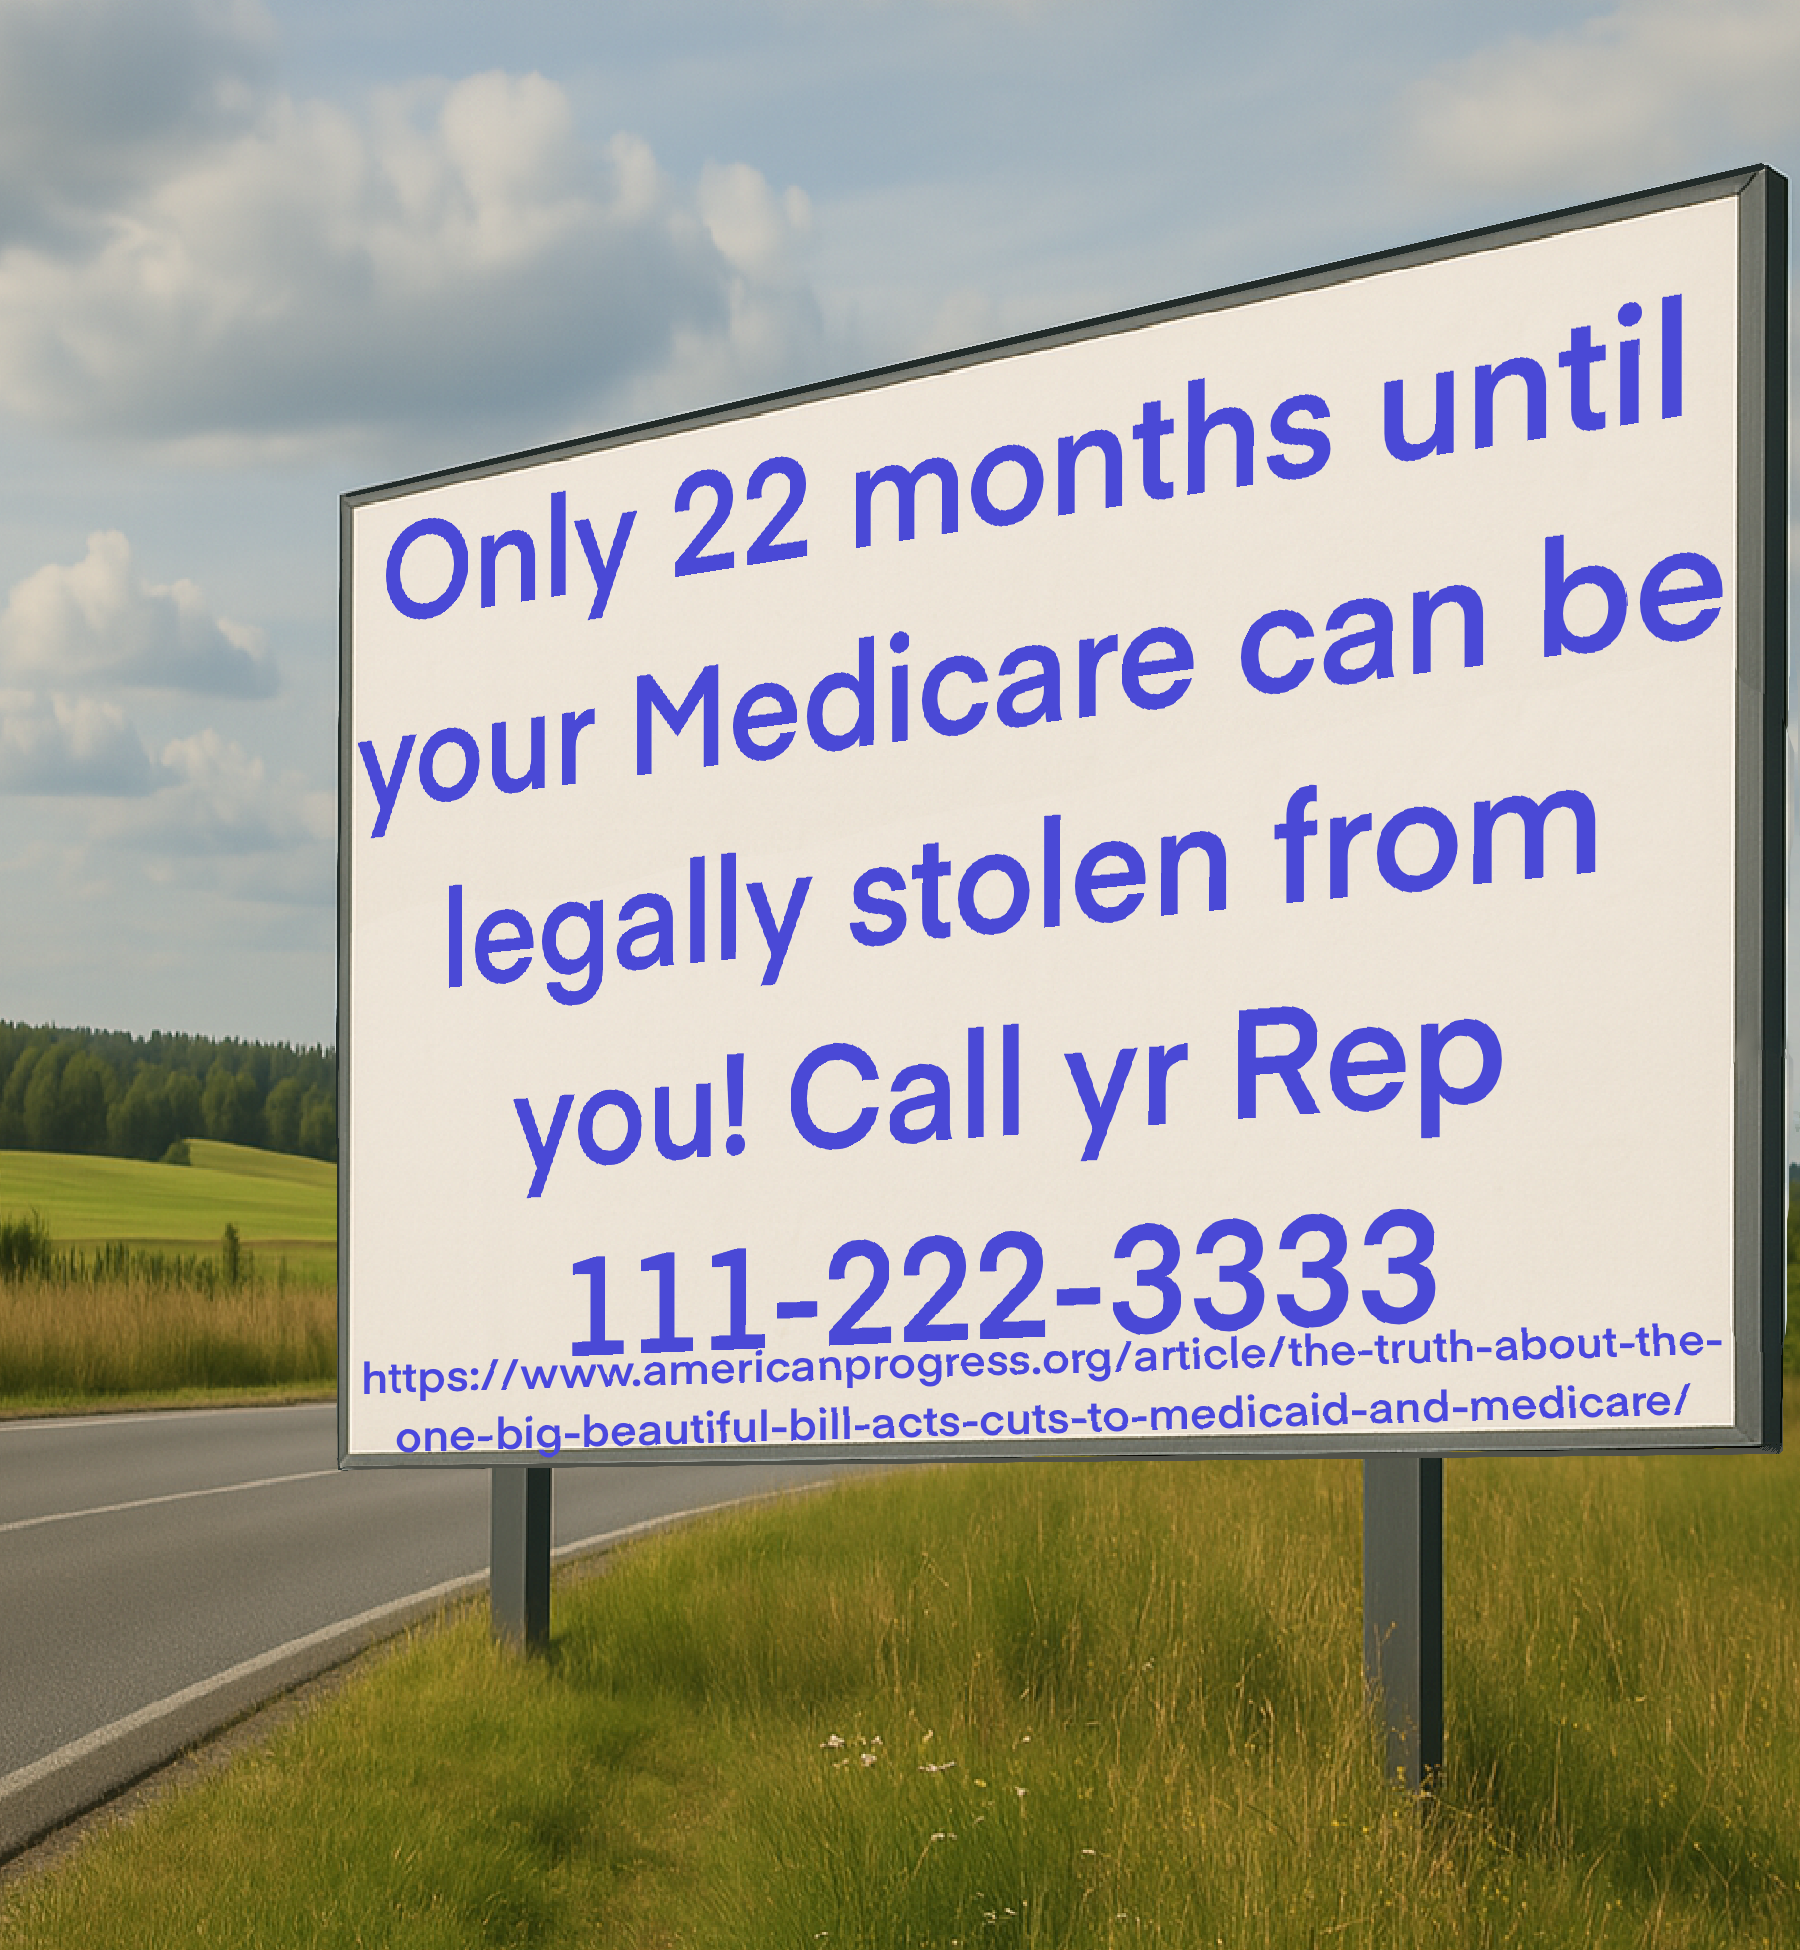 Only 22 months until
your Medicare can be
legally stolen from
you! Call yr Rep
111-222-3333
https://www.americanprogress.org/article/the-truth-about-the-
one-big-beautiful-bill-acts-cuts-to-medicaid-and-medicare/